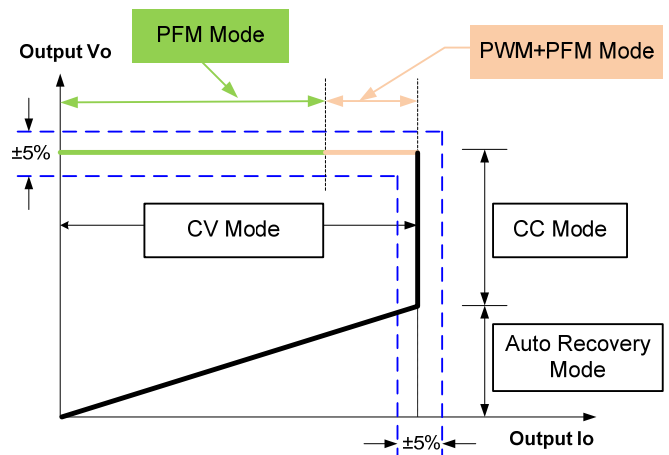 PFM Mode
Output Vo
PWM+PFM Mode
±5%
CV Mode
CC Mode
Auto Recovery
Mode
±5%
Output Io